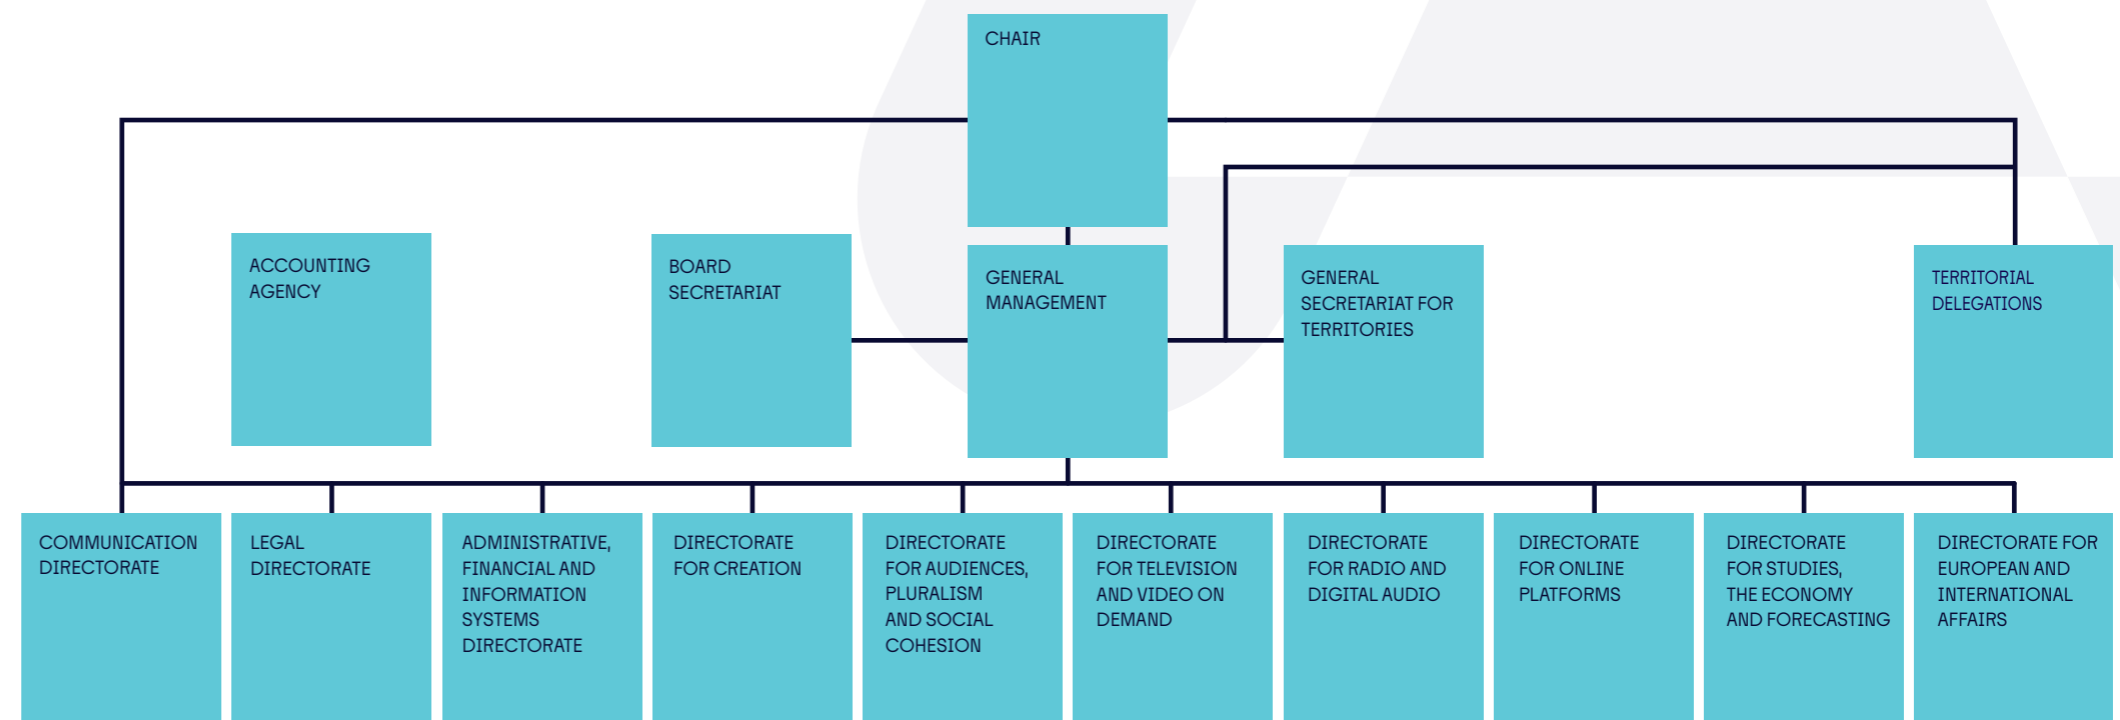 CHAIR
ACCOUNTING
AGENCY
BOARD
SECRETARIAT
GENERAL
MANAGEMENT
GENERAL
SECRETARIAT FOR
TERRITORIES
TERRITORIAL
DELEGATIONS
COMMUNICATION
DIRECTORATE
LEGAL
DIRECTORATE
ADMINISTRATIVE,
FINANCIAL AND
INFORMATION
SYSTEMS
DIRECTORATE
DIRECTORATE
FOR CREATION
DIRECTORATE
FOR AUDIENCES,
PLURALISM
AND SOCIAL
COHESION
DIRECTORATE
FOR TELEVISION
AND VIDEO ON
DEMAND
DIRECTORATE
FOR RADIO AND
DIGITAL AUDIO
DIRECTORATE
FOR ONLINE
PLATFORMS
DIRECTORATE
FOR STUDIES,
THE ECONOMY
AND FORECASTING
DIRECTORATE FOR
EUROPEAN AND
INTERNATIONAL
AFFAIRS